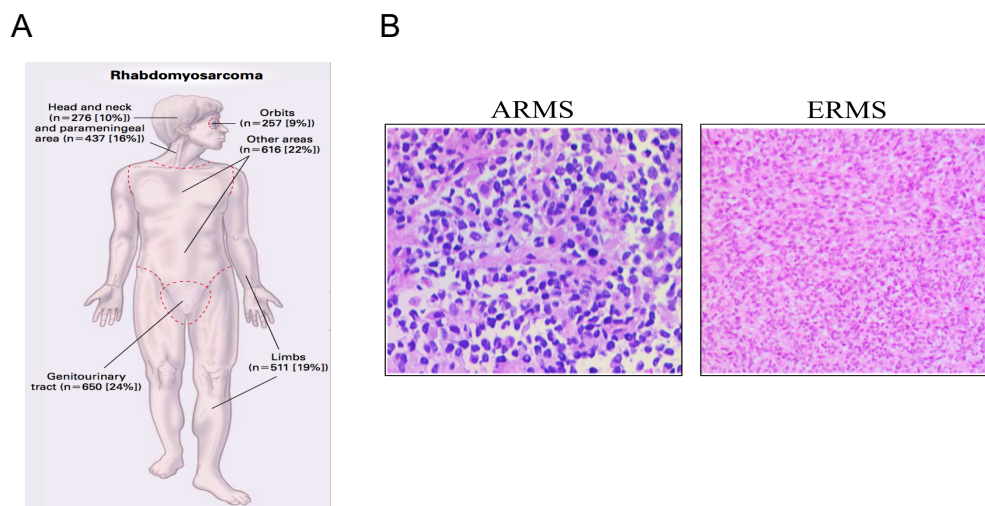 A
B
Rhabdomyosarcoma
Head and neck
(n=276 [10%])
and parameningeal
area (n=437 [16%)
Orbits
(n=257 [9%])
Other areas
(n=616 [22%])
Genitourinary
tract (n=650 [24%])
Limbs
(n=511 [19%])
ARMS
ERMS